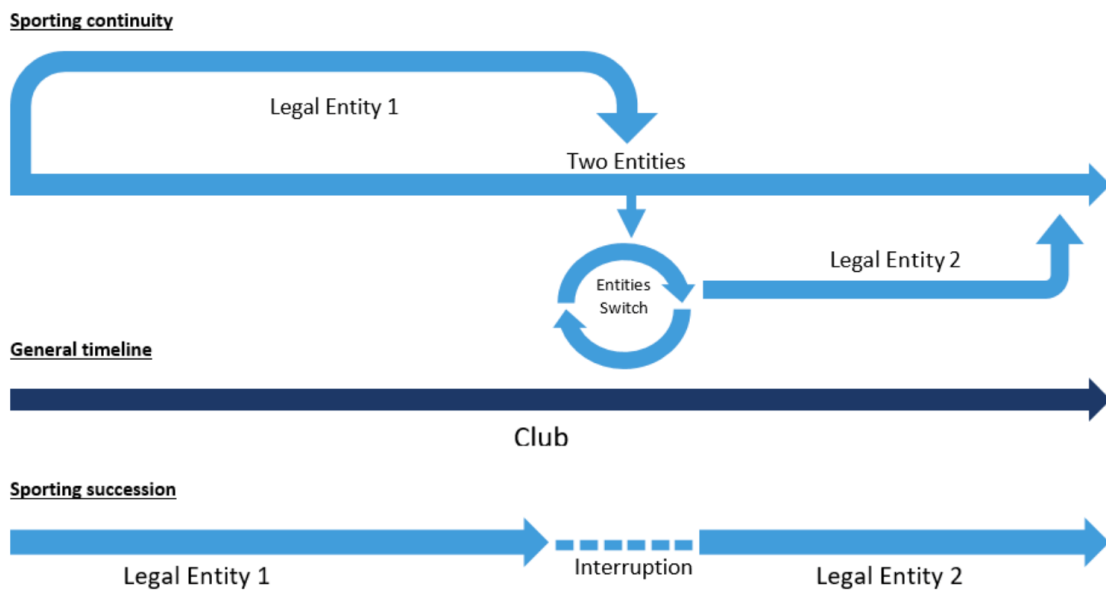 Sporting continuity
Legal Entity 1
Two Entities
Legal Entity 2
Entities
Switch
General timeline
Club
Sporting succession
Interruption
Legal Entity 1
Legal Entity 2